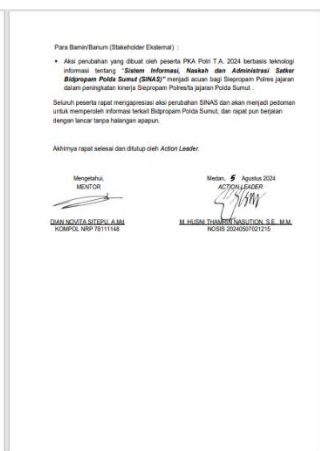 Para Bamin/Banum (Stakeholder Eksternal) :
• Aksi perubahan yang dibuat oleh peserta PKA Polri T.A. 2024 berbasis teknologi
informasi tentang "Sistem Informasi, Naskah dan Administrasi Satker
Bidpropam Polda Sumut (SINAS)" menjadi acuan bagi Siepropam Polres jajaran
dalam peningkatan kinerja Siepropam Polres/ta jajaran Polda Sumut .
Seluruh peserta rapat mengapresiasi aksi perubahan SINAS dan akan menjadi pedoman
untuk memperoleh informasi terkait Bidpropam Polda Sumut, dan rapat pun berjalan
dengan lancar tanpa halangan apapun.
Akhirnya rapat selesai dan ditutup oleh Action Leader.
Mengetahui,
MENTOR
DIAN NOVITA SITEPU, A.Md
KOMPOL NRP 78111148
Medan, 5 Agustus 2024
ACTION LEADER
M. HUSNI THAMRIN NASUTION, S.E., M.M.
NOSIS 20240507021215